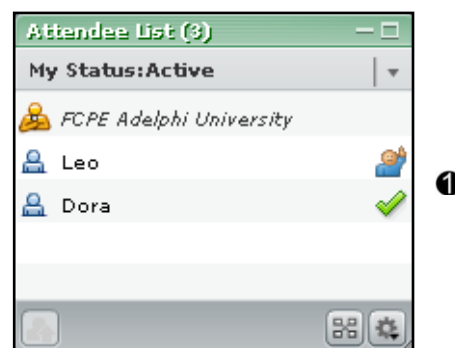 Attendee List (3)
My Status:Active
FCPE Adelphi University
Leo
❶
Dora